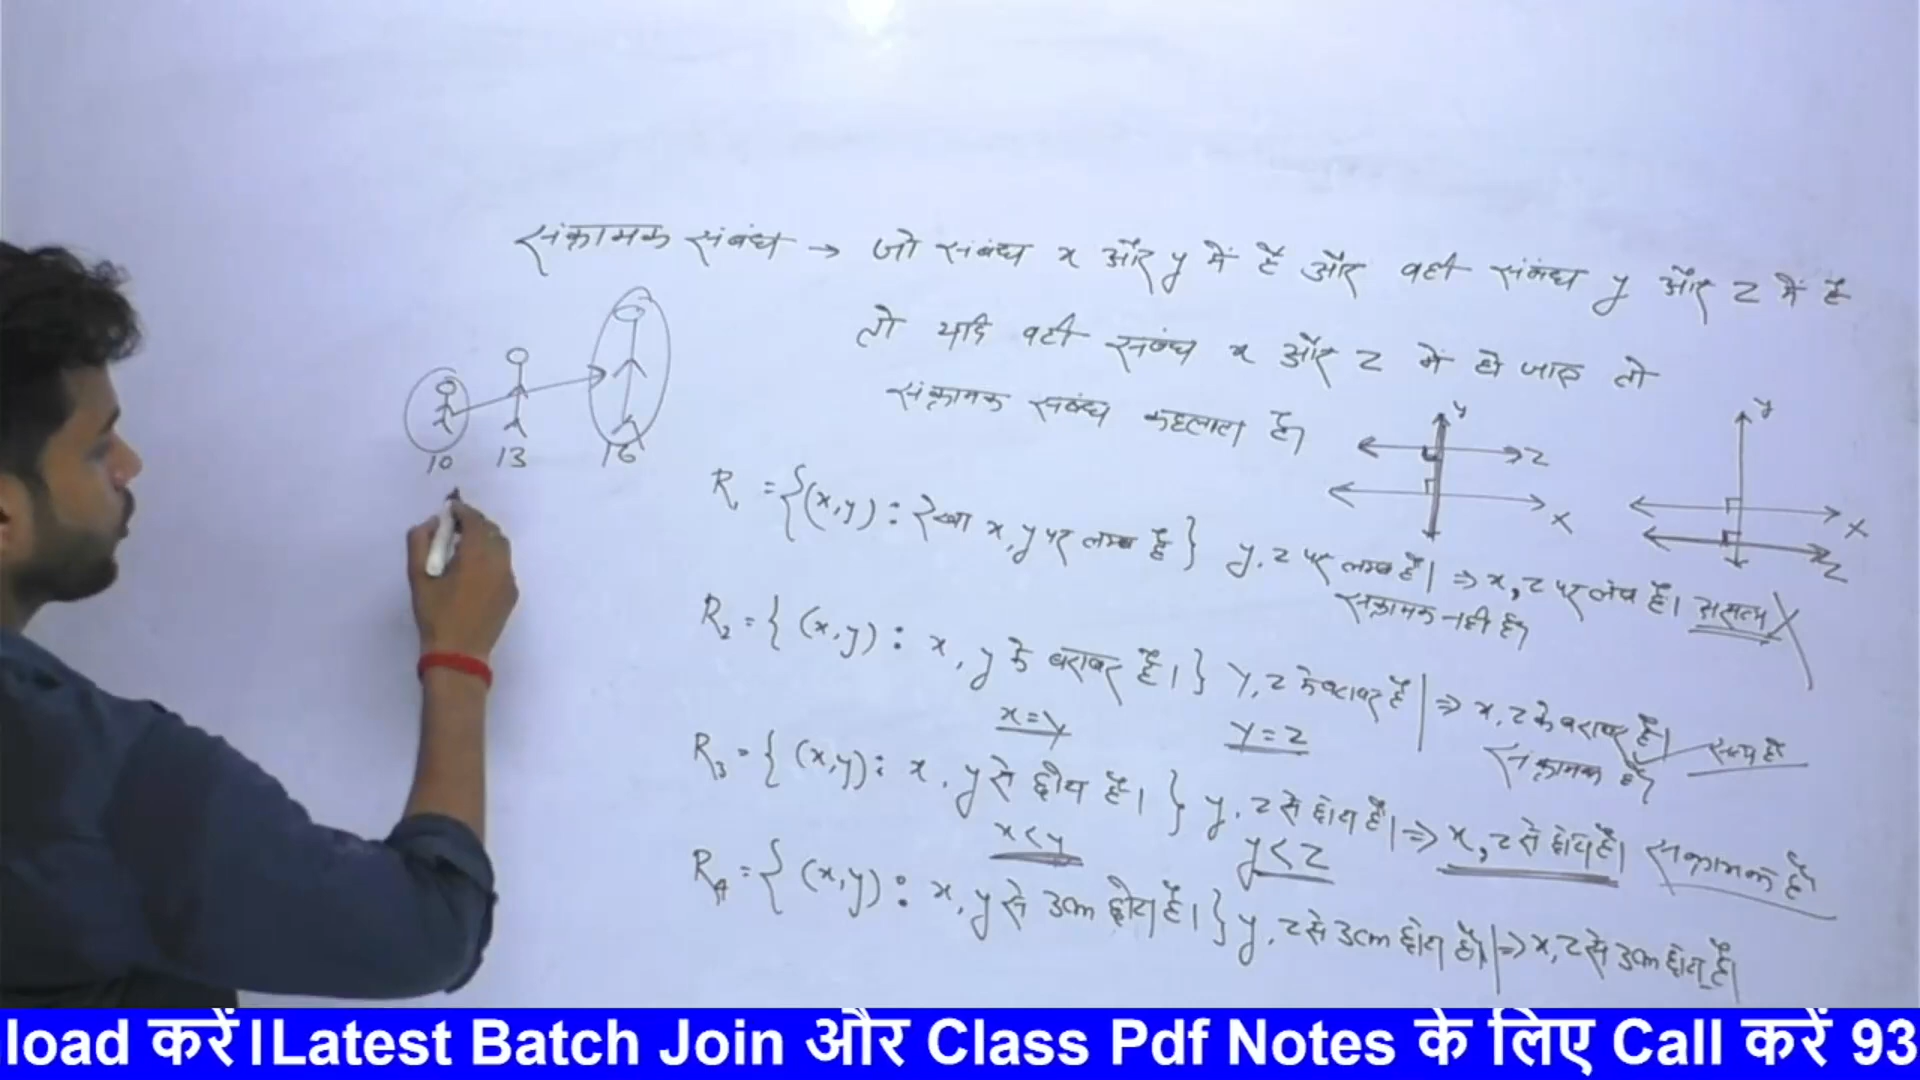 संक्रामक संबंध → जो संबंध x और y में है और वही संबंध y और z में है
तो यदि वही संबंध x और z में हो जाए तो
संक्रामक संबंध कहलाता है।
10 13 16
y z x
y x z
R₁ = {(x,y) : रेखा x, y पर लम्ब है} y, z पर लम्ब है। ⇒ x, z पर लंब है। असत्य
संक्रामक नहीं है
R₂ = {(x,y) : x, y के बराबर है।} y, z के बराबर है ⇒ x, z के बराबर है। सत्य है
x=y y=z संक्रामक है
R₃ = {(x,y) : x, y से छोटा है।} y, z से छोटा है। ⇒ x, z से छोटा है। संक्रामक है
x<y y<z
R₄ = {(x,y) : x, y से 3cm छोटा है।} y, z से 3cm छोटा है। ⇒ x, z से 3cm छोटा है।
load करें।Latest Batch Join और Class Pdf Notes के लिए Call करें 93